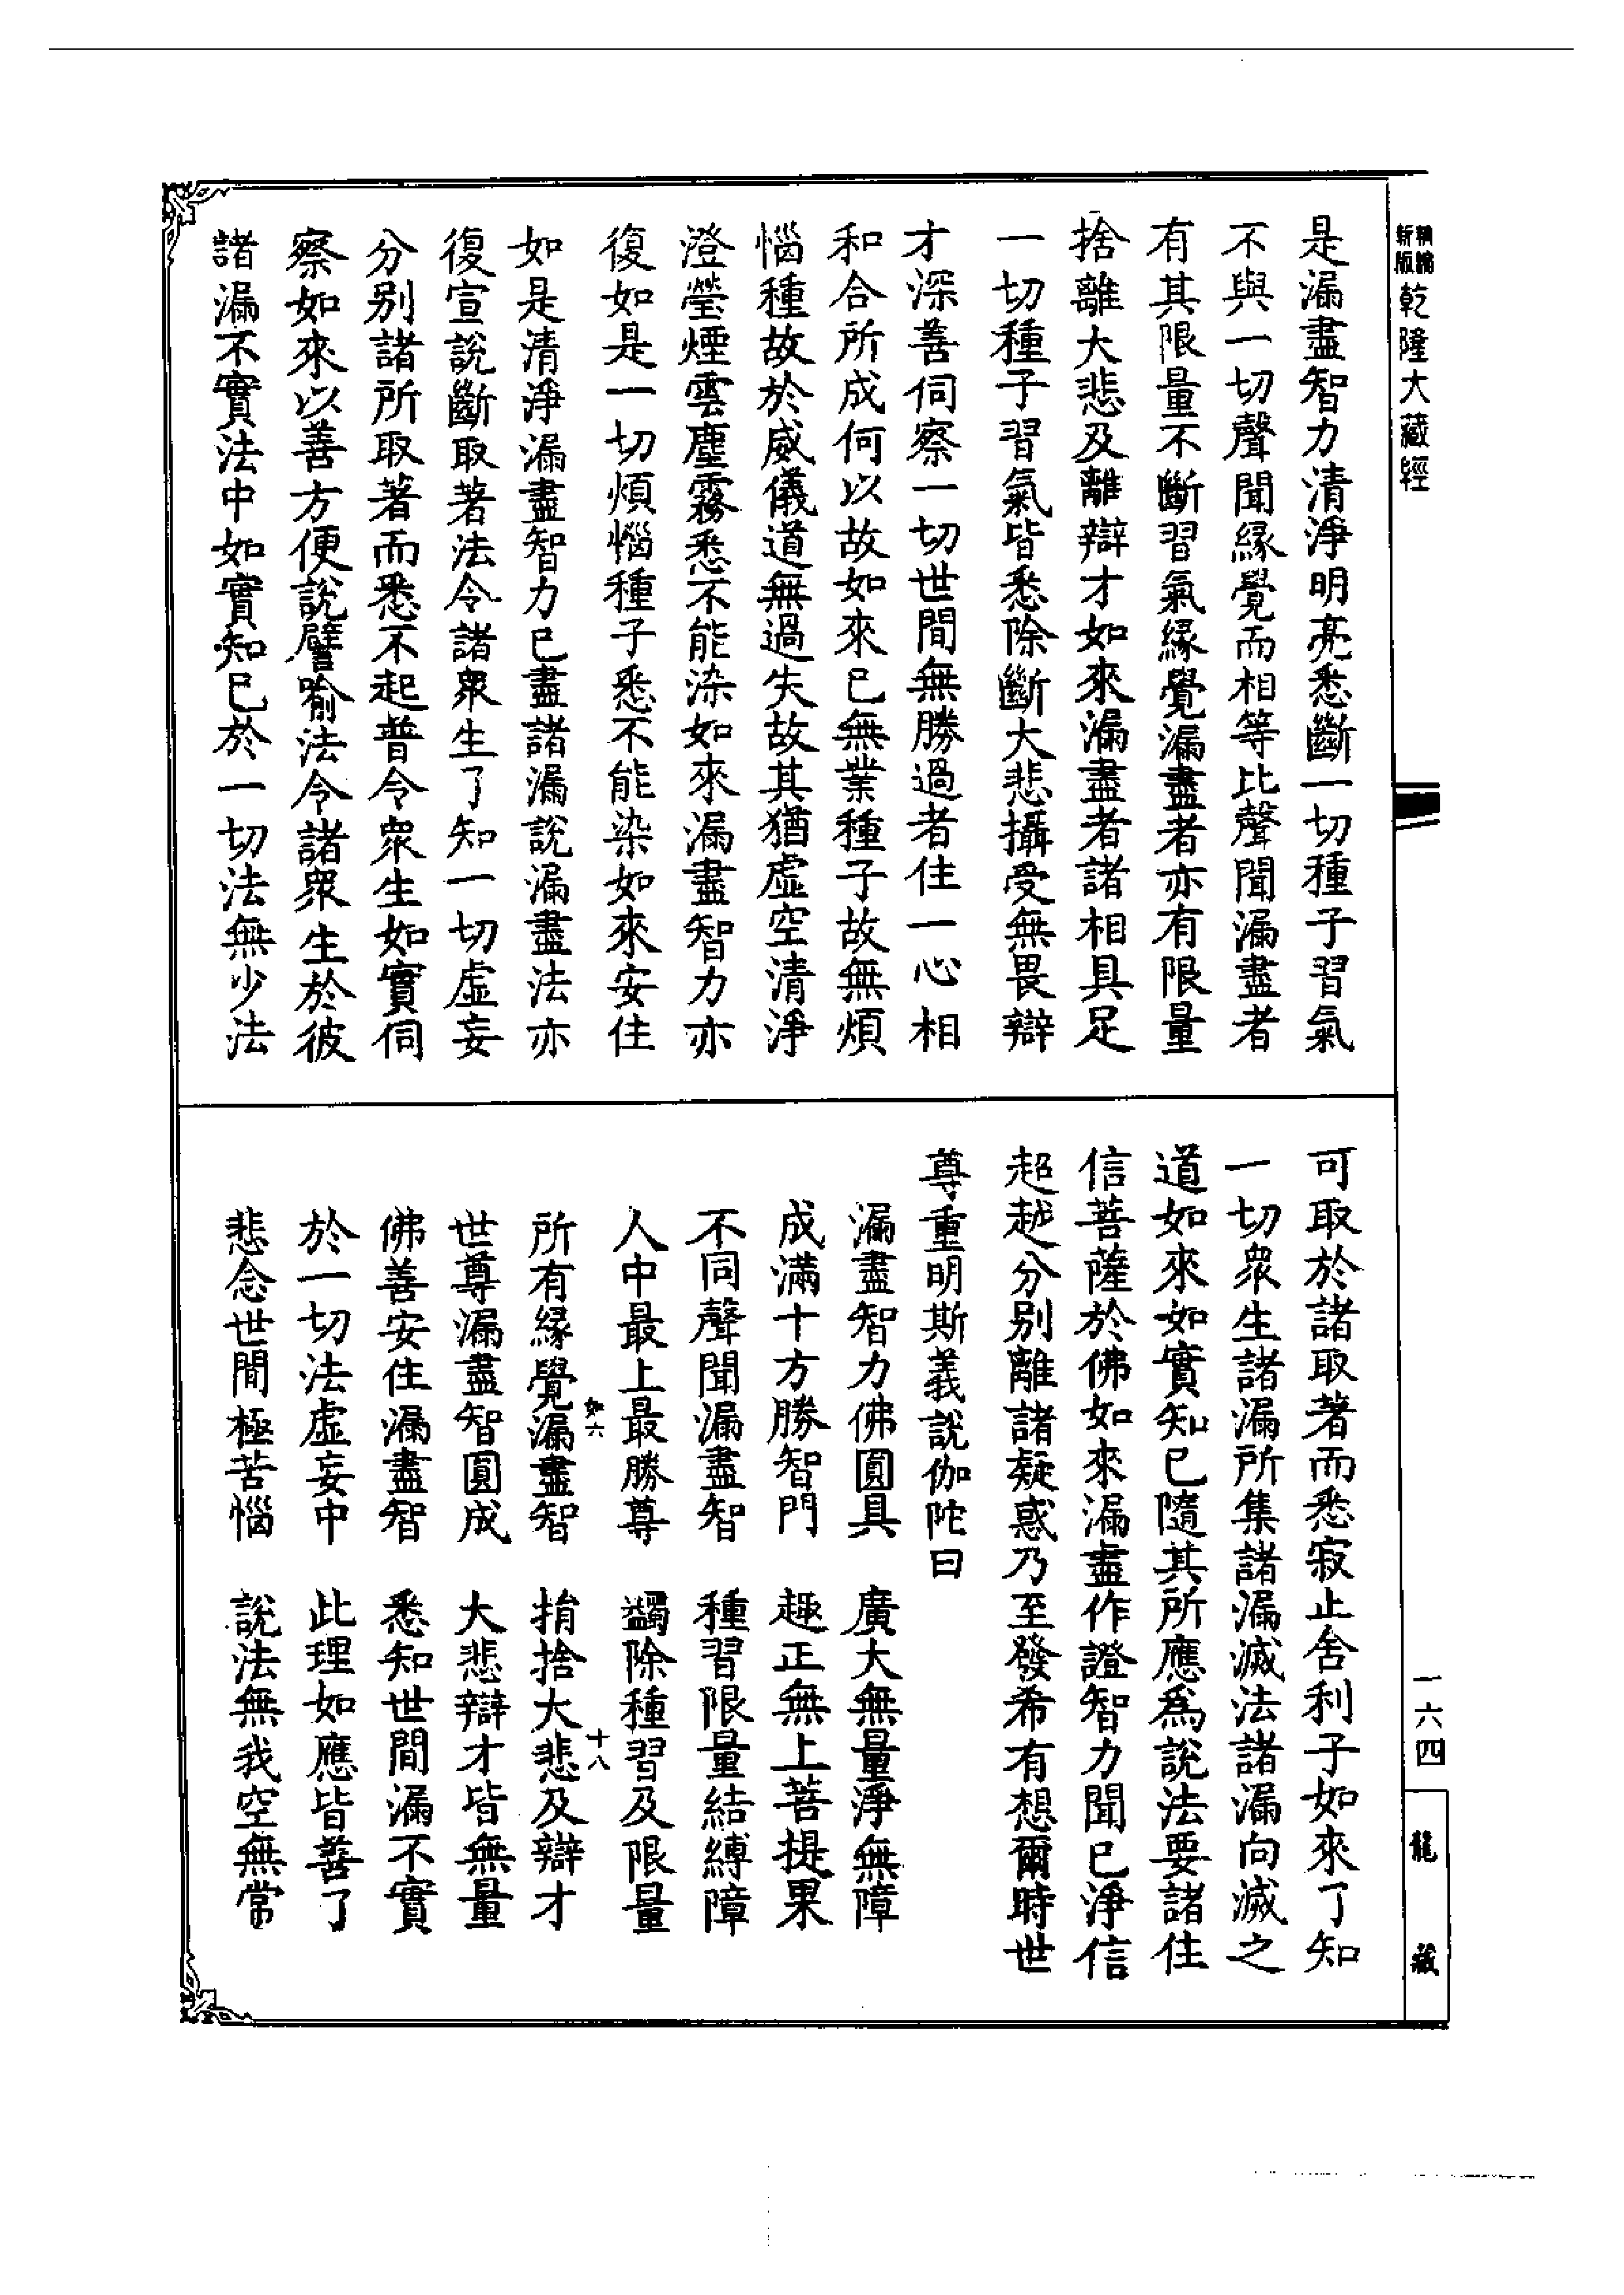 新編縮版乾隆大藏經
是漏盡智力清淨明亮悉斷一切種子習氣
不與一切聲聞緣覺而相等比聲聞漏盡者
有其限量不斷習氣緣覺漏盡者亦有限量
捨離大悲及離辯才如來漏盡者諸相具足
一切種子習氣皆悉除斷大悲攝受無畏辯
才深善伺察一切世間無勝過者住一心相
和合所成何以故如來已無業種子故無煩
惱種故於威儀道無過失故其猶虛空清淨
澄瑩煙雲塵霧悉不能染如來漏盡智力亦
復如是一切煩惱種子悉不能染如來安住
如是清淨漏盡智力已盡諸漏說漏盡法亦
復宣說斷取著法令諸眾生了知一切虛妄
分別諸所取著而悉不起普令眾生如實伺
察如來以善方便說譬喻法令諸眾生於彼
諸漏不實法中如實知已於一切法無少法
可取於諸取著而悉寂止舍利子如來了知
一切眾生諸漏所集諸漏滅法諸漏向滅之
道如來如實知已隨其所應為說法要諸住
信菩薩於佛如來漏盡作證智力聞已淨信
超越分別離諸疑惑乃至發希有想爾時世
尊重明斯義說伽陀曰
漏盡智力佛圓具 廣大無量淨無障
成滿十方勝智門 趣正無上菩提果
不同聲聞漏盡智 種習限量結縛障
人中最上最勝尊 蠲除種習及限量
如六 十八
所有緣覺漏盡智 捐捨大悲及辯才
世尊漏盡智圓成 大悲辯才皆無量
佛善安住漏盡智 悉知世間漏不實
於一切法虛妄中 此理如應皆善了
悲念世間極苦惱 說法無我空無常
一六四
龍藏